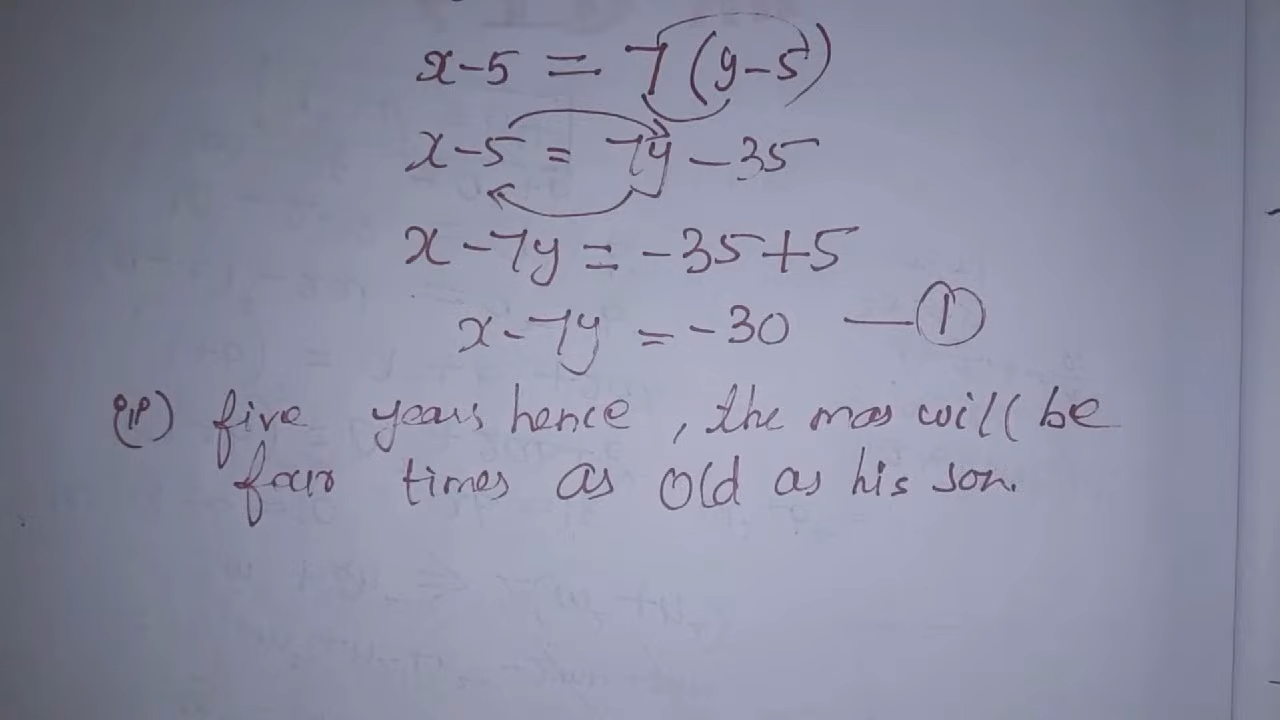 x-5 = 7(y-5)
x-5 = 7y-35
x-7y = -35+5
x-7y = -30 —①
(ii) five years hence, the man will be
four times as old as his son.